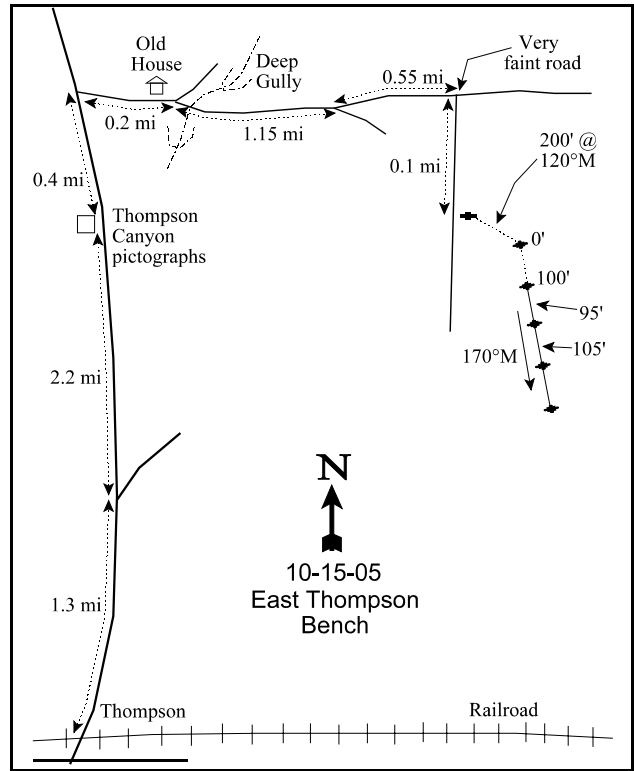 Old
House
Deep
Gully
Very
faint road
0.55 mi
0.2 mi
1.15 mi
200' @
120°M
0.1 mi
0.4 mi
Thompson
Canyon
pictographs
0'
100'
95'
105'
170°M
2.2 mi
N
10-15-05
East Thompson
Bench
1.3 mi
Thompson
Railroad